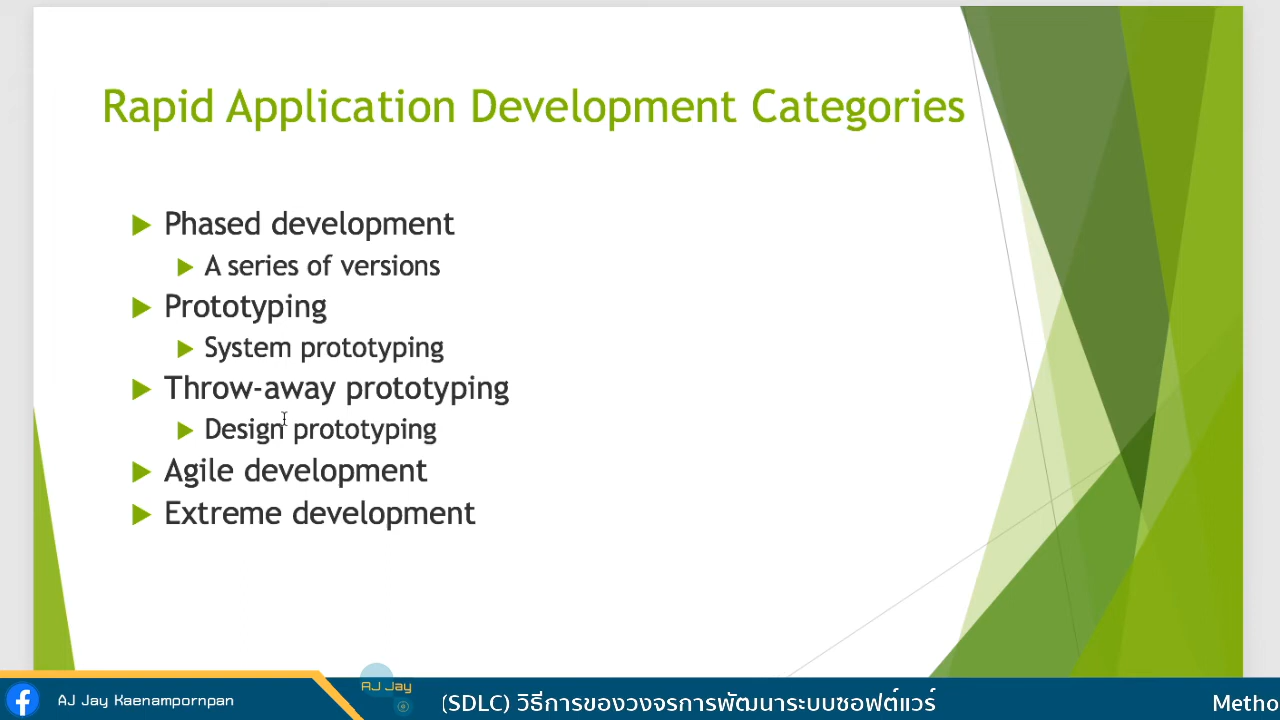 Rapid Application Development Categories
Phased development
A series of versions
Prototyping
System prototyping
Throw-away prototyping
Design prototyping
Agile development
Extreme development
AJ Jay Kaenampornpan
AJ Jay
(SDLC) วิธีการของวงจรการพัฒนาระบบซอฟต์แวร์
Metho